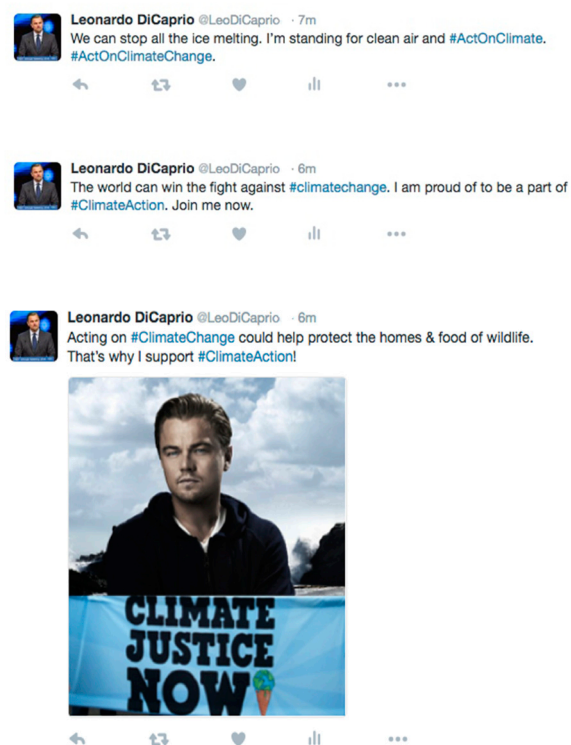 Leonardo DiCaprio @LeoDiCaprio · 7m
We can stop all the ice melting. I'm standing for clean air and #ActOnClimate.
#ActOnClimateChange.
Leonardo DiCaprio @LeoDiCaprio · 6m
The world can win the fight against #climatechange. I am proud of to be a part of
#ClimateAction. Join me now.
Leonardo DiCaprio @LeoDiCaprio · 6m
Acting on #ClimateChange could help protect the homes & food of wildlife.
That's why I support #ClimateAction!
CLIMATE
JUSTICE
NOW